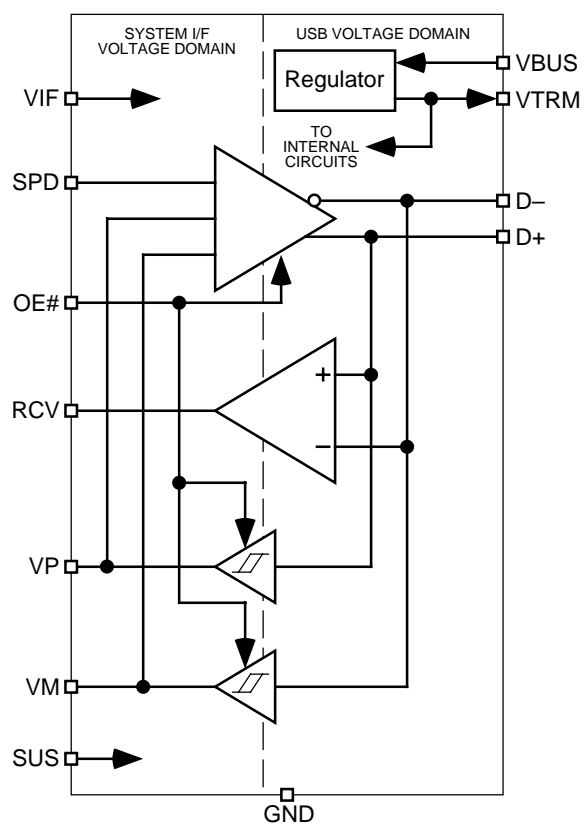 SYSTEM I/F
VOLTAGE DOMAIN
USB VOLTAGE DOMAIN
Regulator
VBUS
VTRM
VIF
TO
INTERNAL
CIRCUITS
SPD
D–
D+
OE#
+
RCV
–
VP
VM
SUS
GND